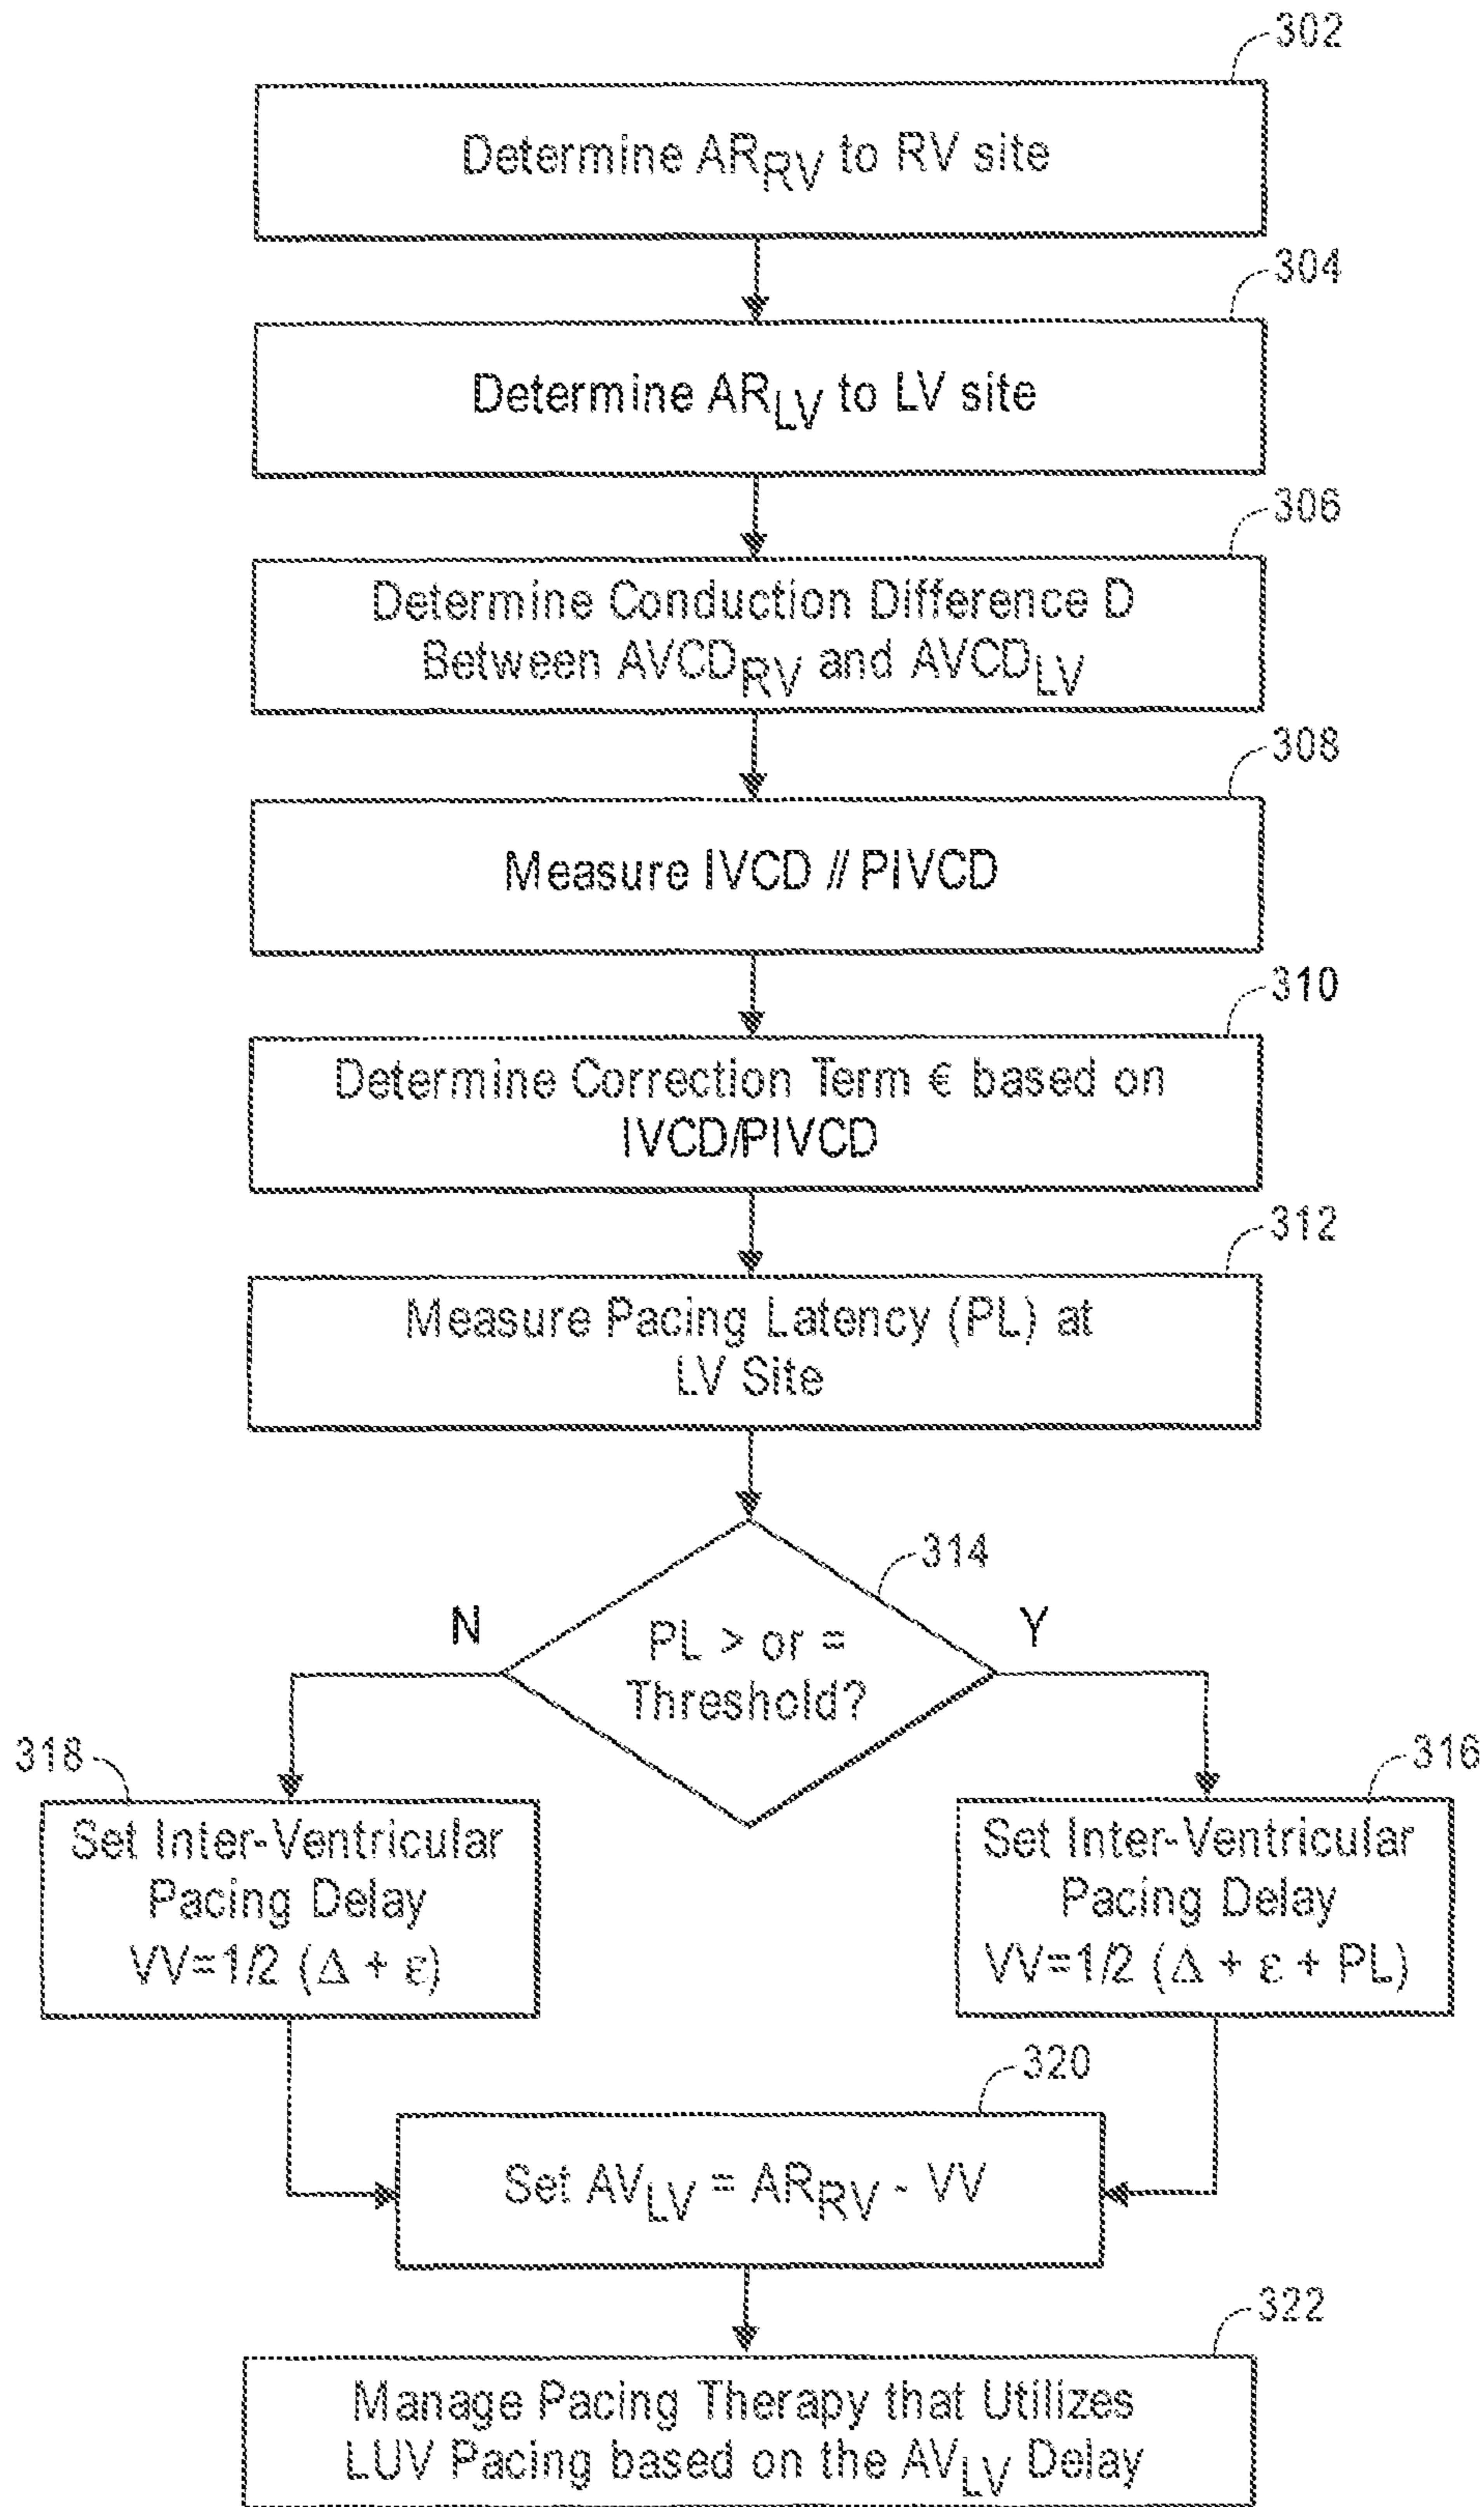 302
Determine ARRV to RV site
304
Determine ARLV to LV site
306
Determine Conduction Difference D
Between AVCDRV and AVCDLV
308
Measure IVCD // PIVCD
310
Determine Correction Term € based on
IVCD/PIVCD
312
Measure Pacing Latency (PL) at
LV Site
314
PL > or =
Threshold?
N
Y
318
Set Inter-Ventricular
Pacing Delay
VV=1/2 (Δ + ε)
316
Set Inter-Ventricular
Pacing Delay
VV=1/2 (Δ + ε + PL)
320
Set AVLV = ARRV - VV
322
Manage Pacing Therapy that Utilizes
LUV Pacing based on the AVLV Delay